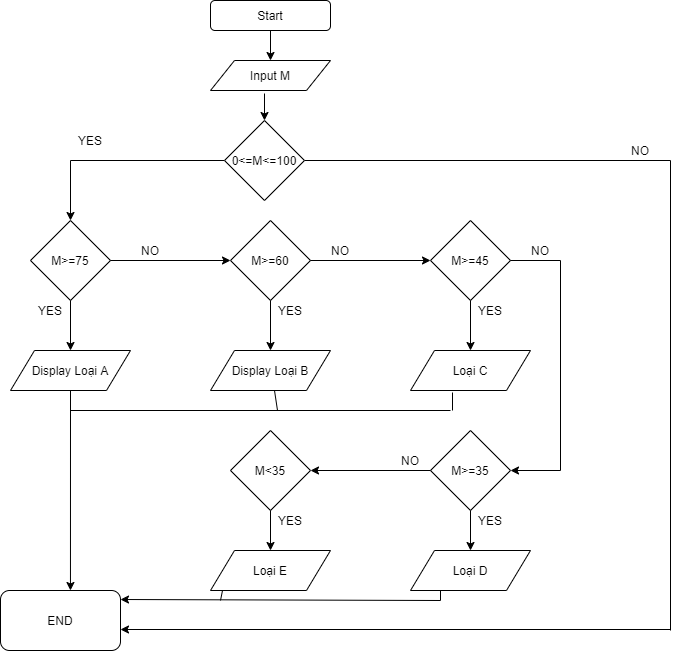 Start
Input M
YES
0<=M<=100
NO
M>=75
NO
M>=60
NO
M>=45
NO
YES
YES
YES
Display Loại A
Display Loại B
Loại C
M<35
NO
M>=35
YES
YES
Loại E
Loại D
END